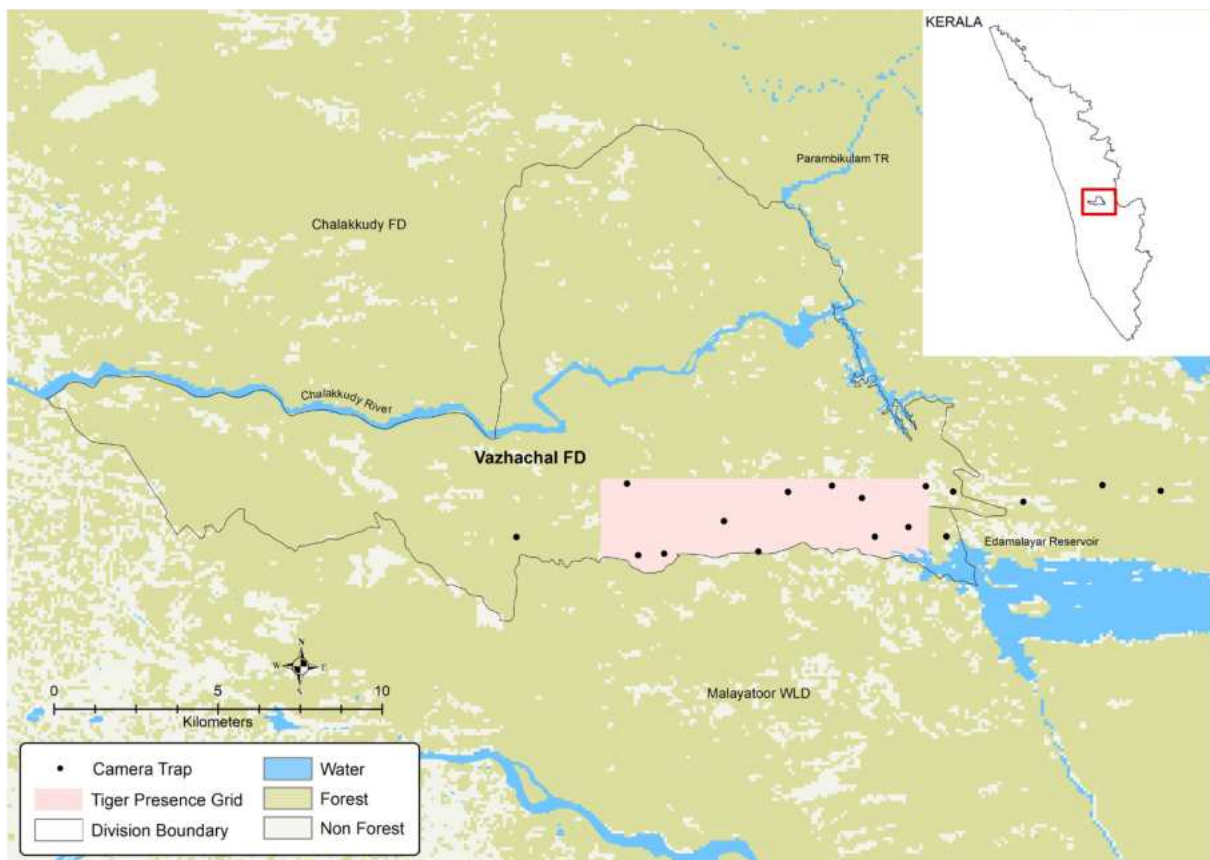 KERALA
Parambikulam TR
Chalakkudy FD
Chalakkudy River
Vazhachal FD
Edamalayar Reservoir
N
W E
S
Malayatoor WLD
0 5 10
Kilometers
Camera Trap
Water
Tiger Presence Grid
Forest
Division Boundary
Non Forest